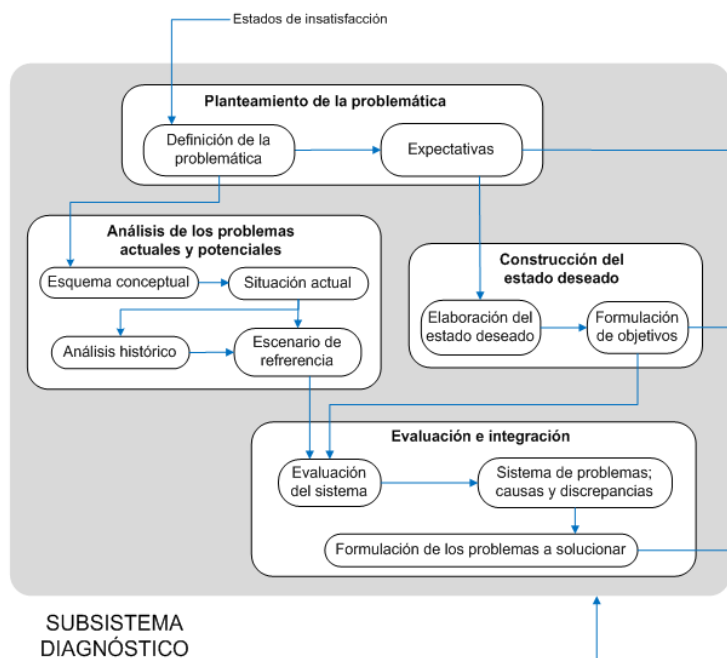 Estados de insatisfacción
Planteamiento de la problemática
Definición de la
problemática
Expectativas
Análisis de los problemas
actuales y potenciales
Esquema conceptual
Situación actual
Análisis histórico
Escenario de
refrerencia
Construcción del
estado deseado
Elaboración del
estado deseado
Formulación
de objetivos
Evaluación e integración
Evaluación
del sistema
Sistema de problemas;
causas y discrepancias
Formulación de los problemas a solucionar
SUBSISTEMA
DIAGNÓSTICO